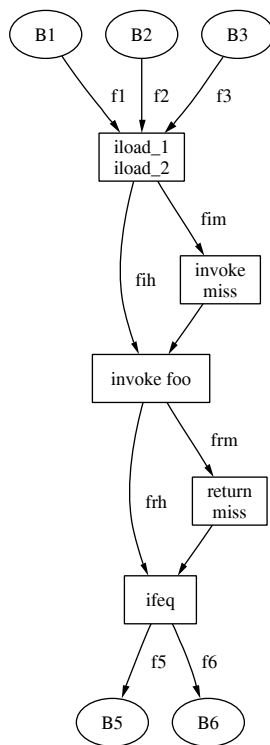 B1
B2
B3
f1
f2
f3
iload_1
iload_2
fim
fih
invoke
miss
invoke foo
frm
frh
return
miss
ifeq
f5
f6
B5
B6